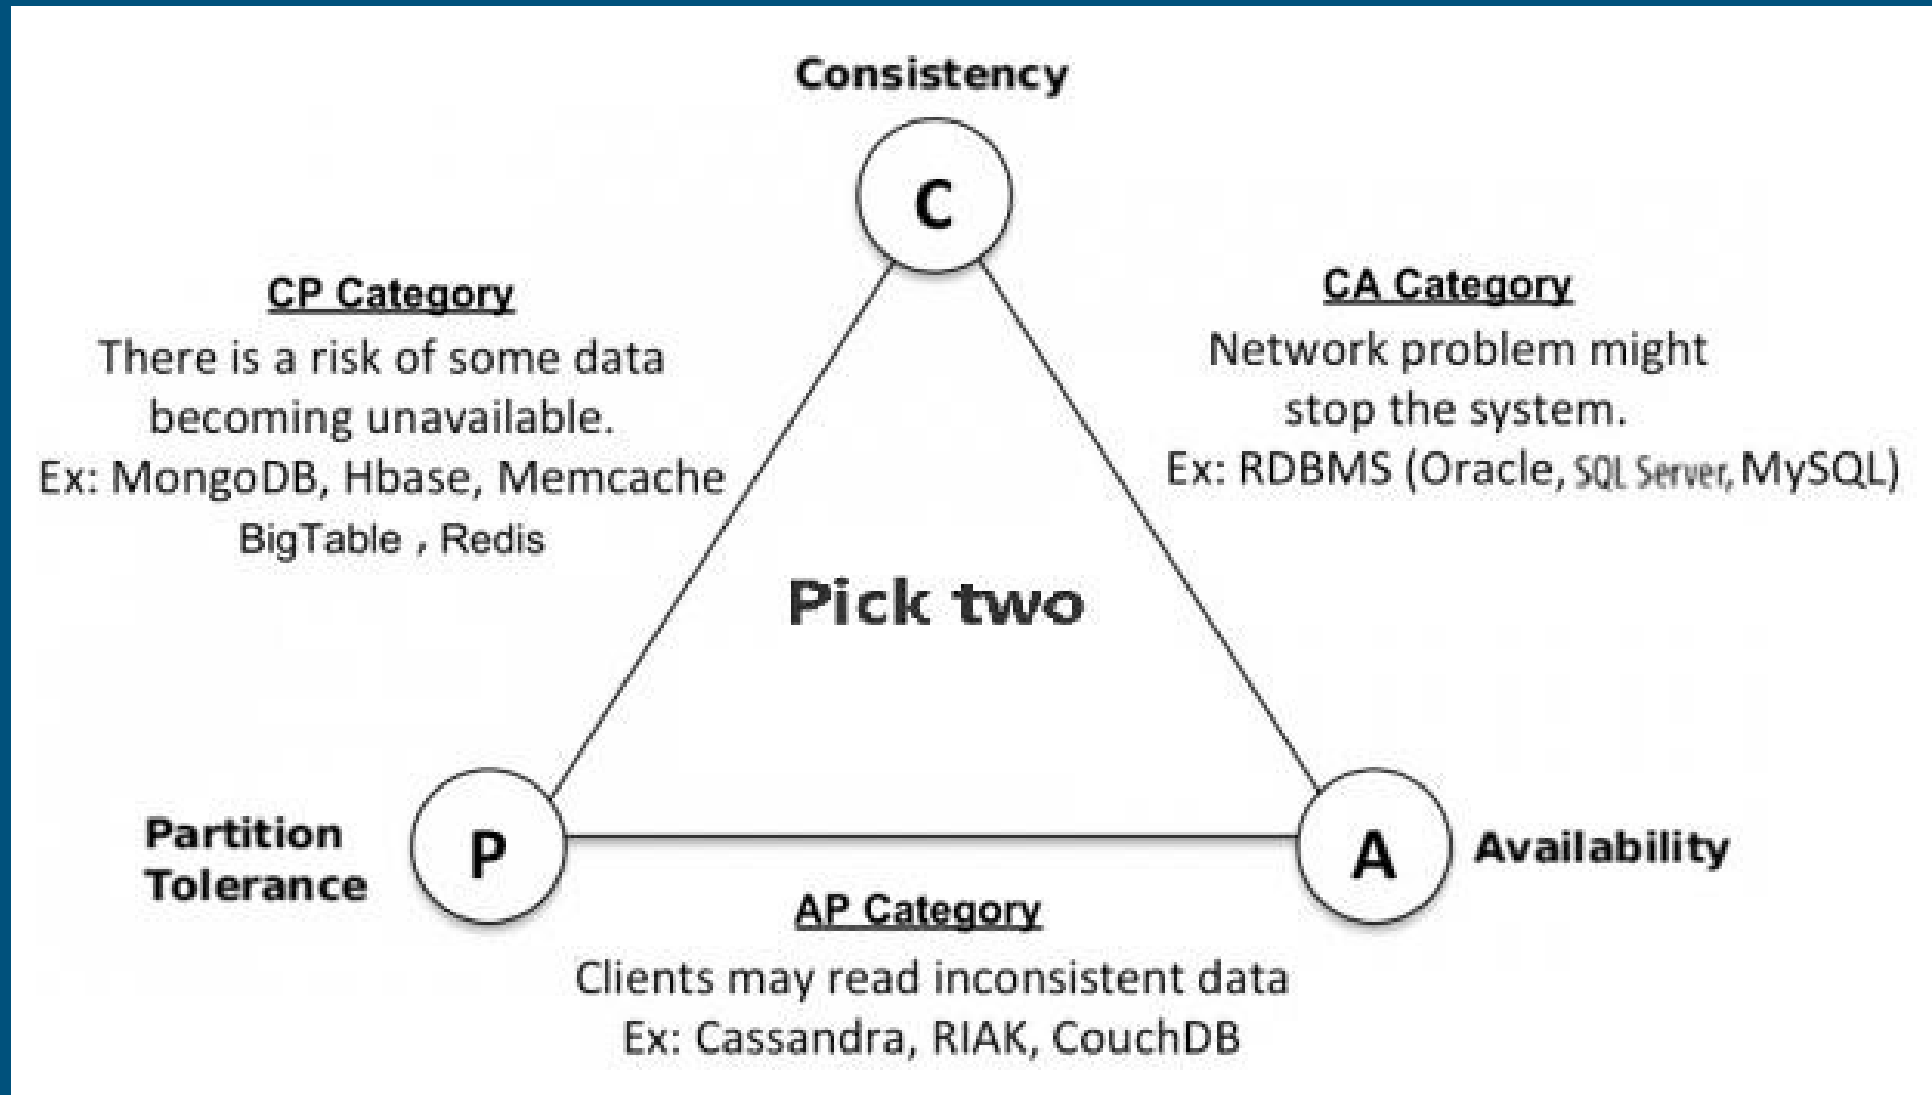 Consistency
C
CP Category
There is a risk of some data
becoming unavailable.
Ex: MongoDB, Hbase, Memcache
BigTable , Redis
CA Category
Network problem might
stop the system.
Ex: RDBMS (Oracle, SQL Server, MySQL)
Pick two
Partition
Tolerance
P
A
Availability
AP Category
Clients may read inconsistent data
Ex: Cassandra, RIAK, CouchDB